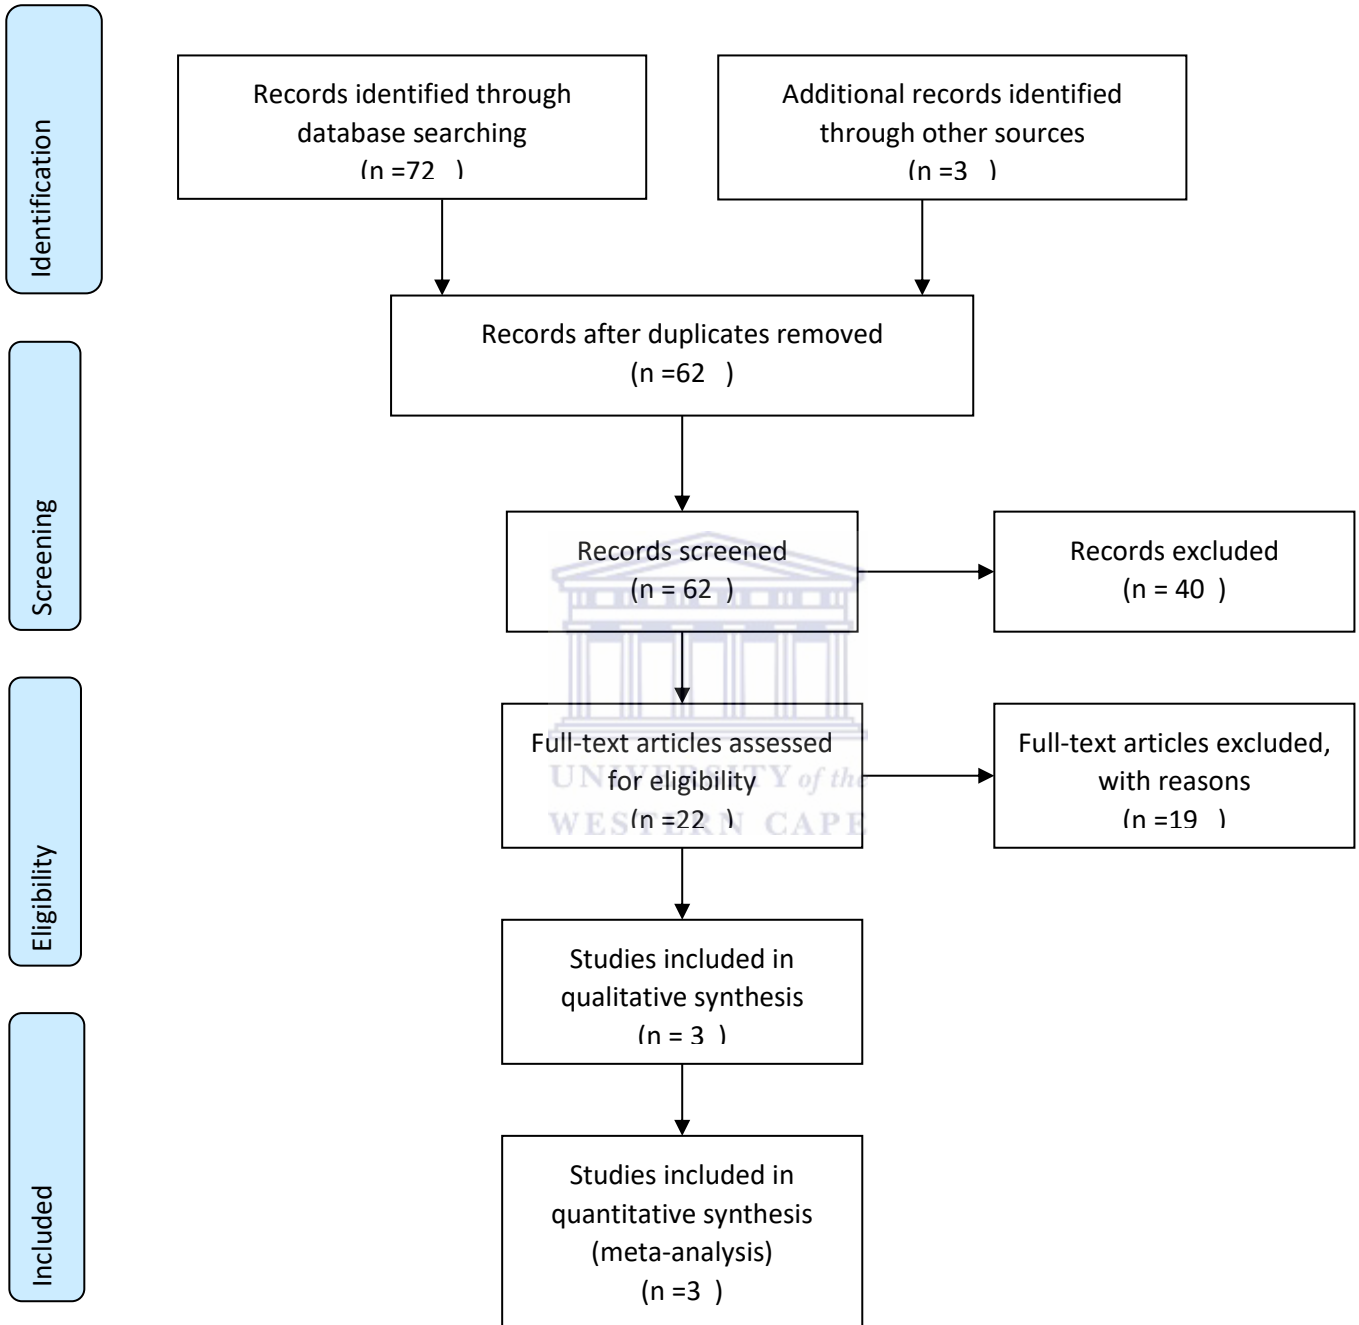 Identification
Records identified through
database searching
(n =72 )
Additional records identified
through other sources
(n =3 )
Records after duplicates removed
(n =62 )
Screening
Records screened
(n = 62 )
Records excluded
(n = 40 )
Eligibility
Full-text articles assessed
for eligibility
(n =22 )
Full-text articles excluded,
with reasons
(n =19 )
UNIVERSITY of the
WESTERN CAPE
Studies included in
qualitative synthesis
(n = 3 )
Included
Studies included in
quantitative synthesis
(meta-analysis)
(n =3 )